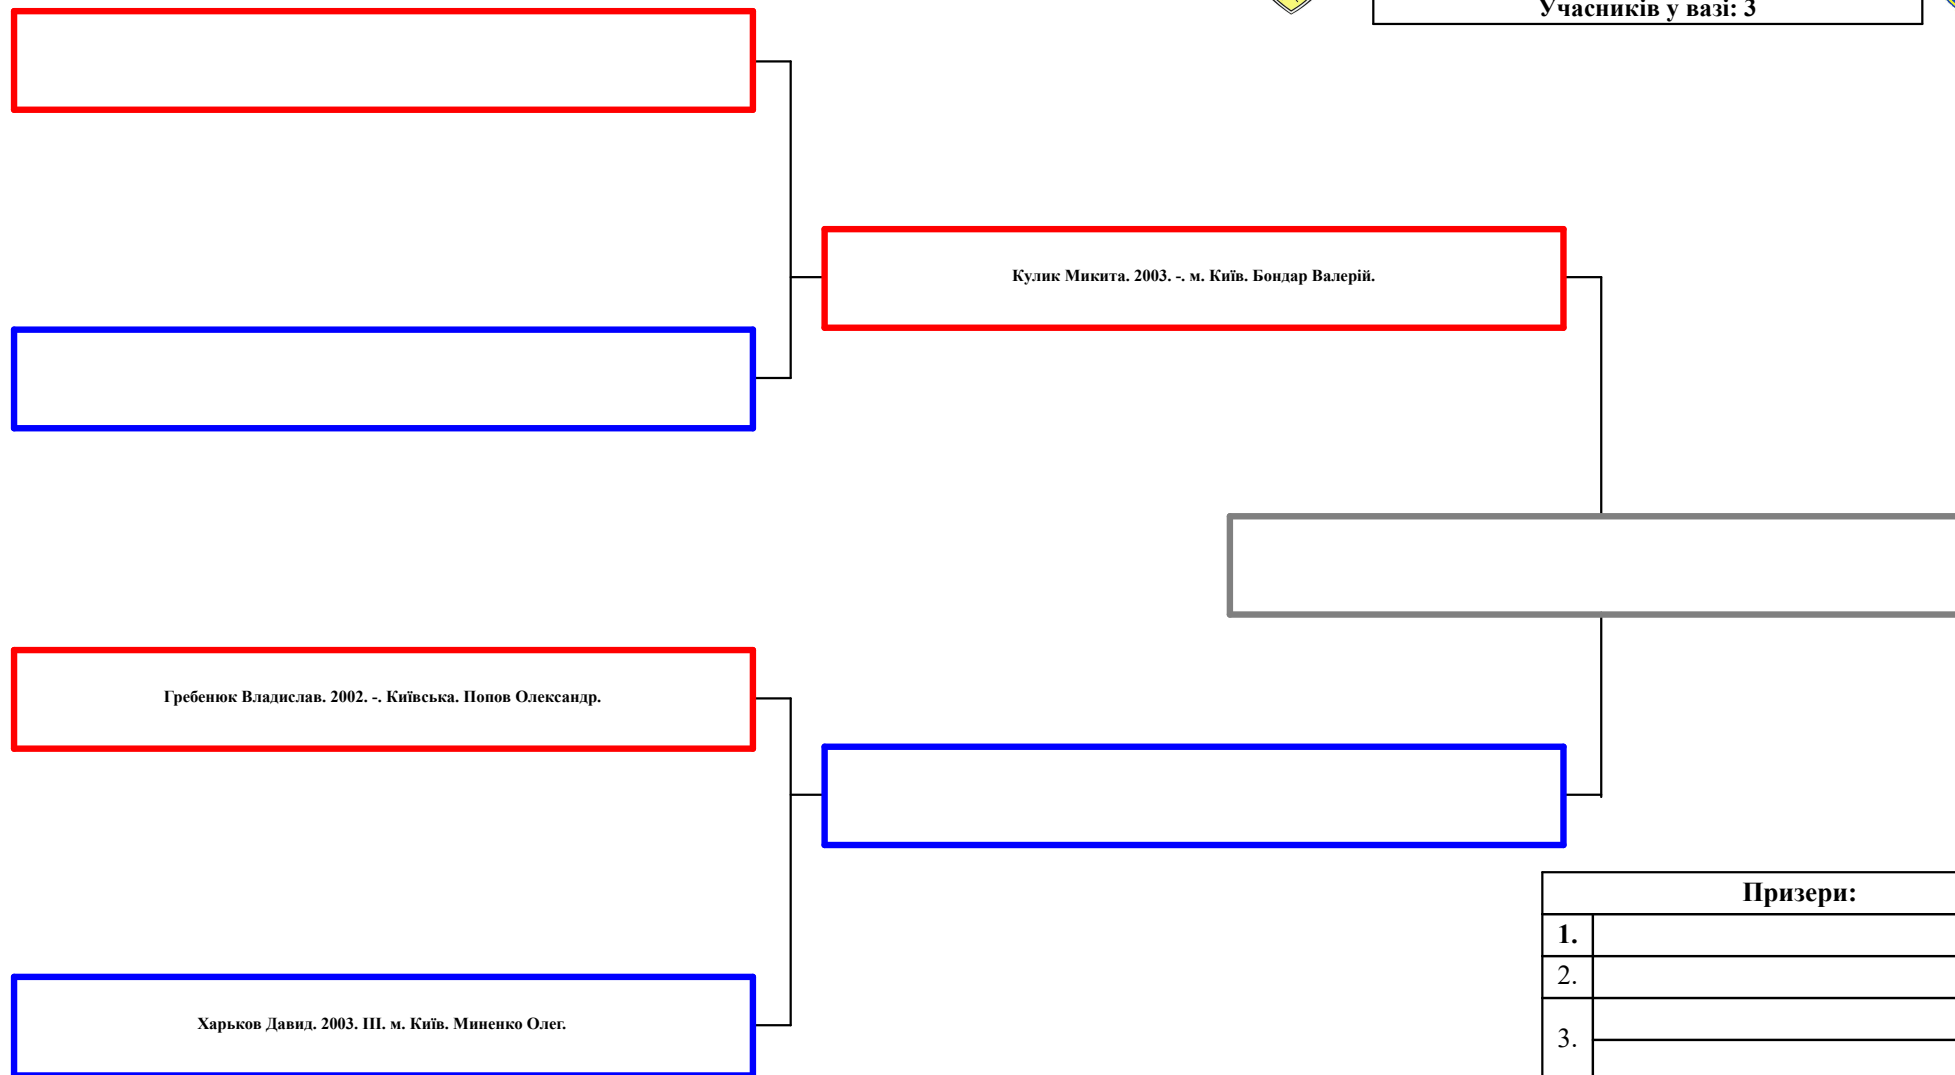 Учасників у вазі: 3
Кулик Микита. 2003. -. м. Київ. Бондар Валерій.
Гребенюк Владислав. 2002. -. Київська. Попов Олександр.
Харьков Давид. 2003. III. м. Київ. Миненко Олег.
Призери:
1.
2.
3.